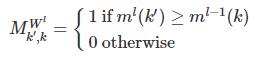 M^{W^l}_{k',k} = { 1 if m^l(k') ≥ m^{l−1}(k)
0 otherwise